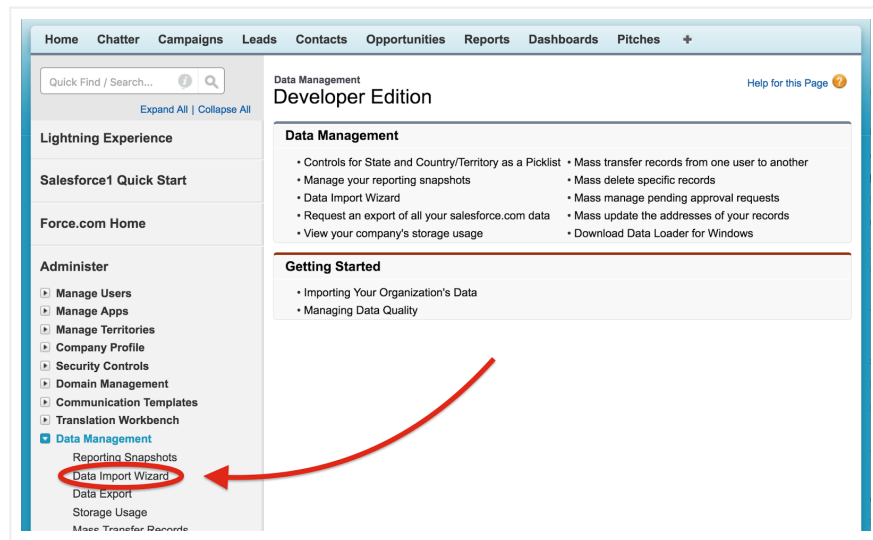 Home Chatter Campaigns Leads Contacts Opportunities Reports Dashboards Pitches +
Quick Find / Search...
Expand All | Collapse All
Lightning Experience
Salesforce1 Quick Start
Force.com Home
Administer
Manage Users
Manage Apps
Manage Territories
Company Profile
Security Controls
Domain Management
Communication Templates
Translation Workbench
Data Management
Reporting Snapshots
Data Import Wizard
Data Export
Storage Usage
Mass Transfer Records
Data Management
Developer Edition
Help for this Page ?
Data Management
• Controls for State and Country/Territory as a Picklist
• Manage your reporting snapshots
• Data Import Wizard
• Request an export of all your salesforce.com data
• View your company's storage usage
• Mass transfer records from one user to another
• Mass delete specific records
• Mass manage pending approval requests
• Mass update the addresses of your records
• Download Data Loader for Windows
Getting Started
• Importing Your Organization's Data
• Managing Data Quality